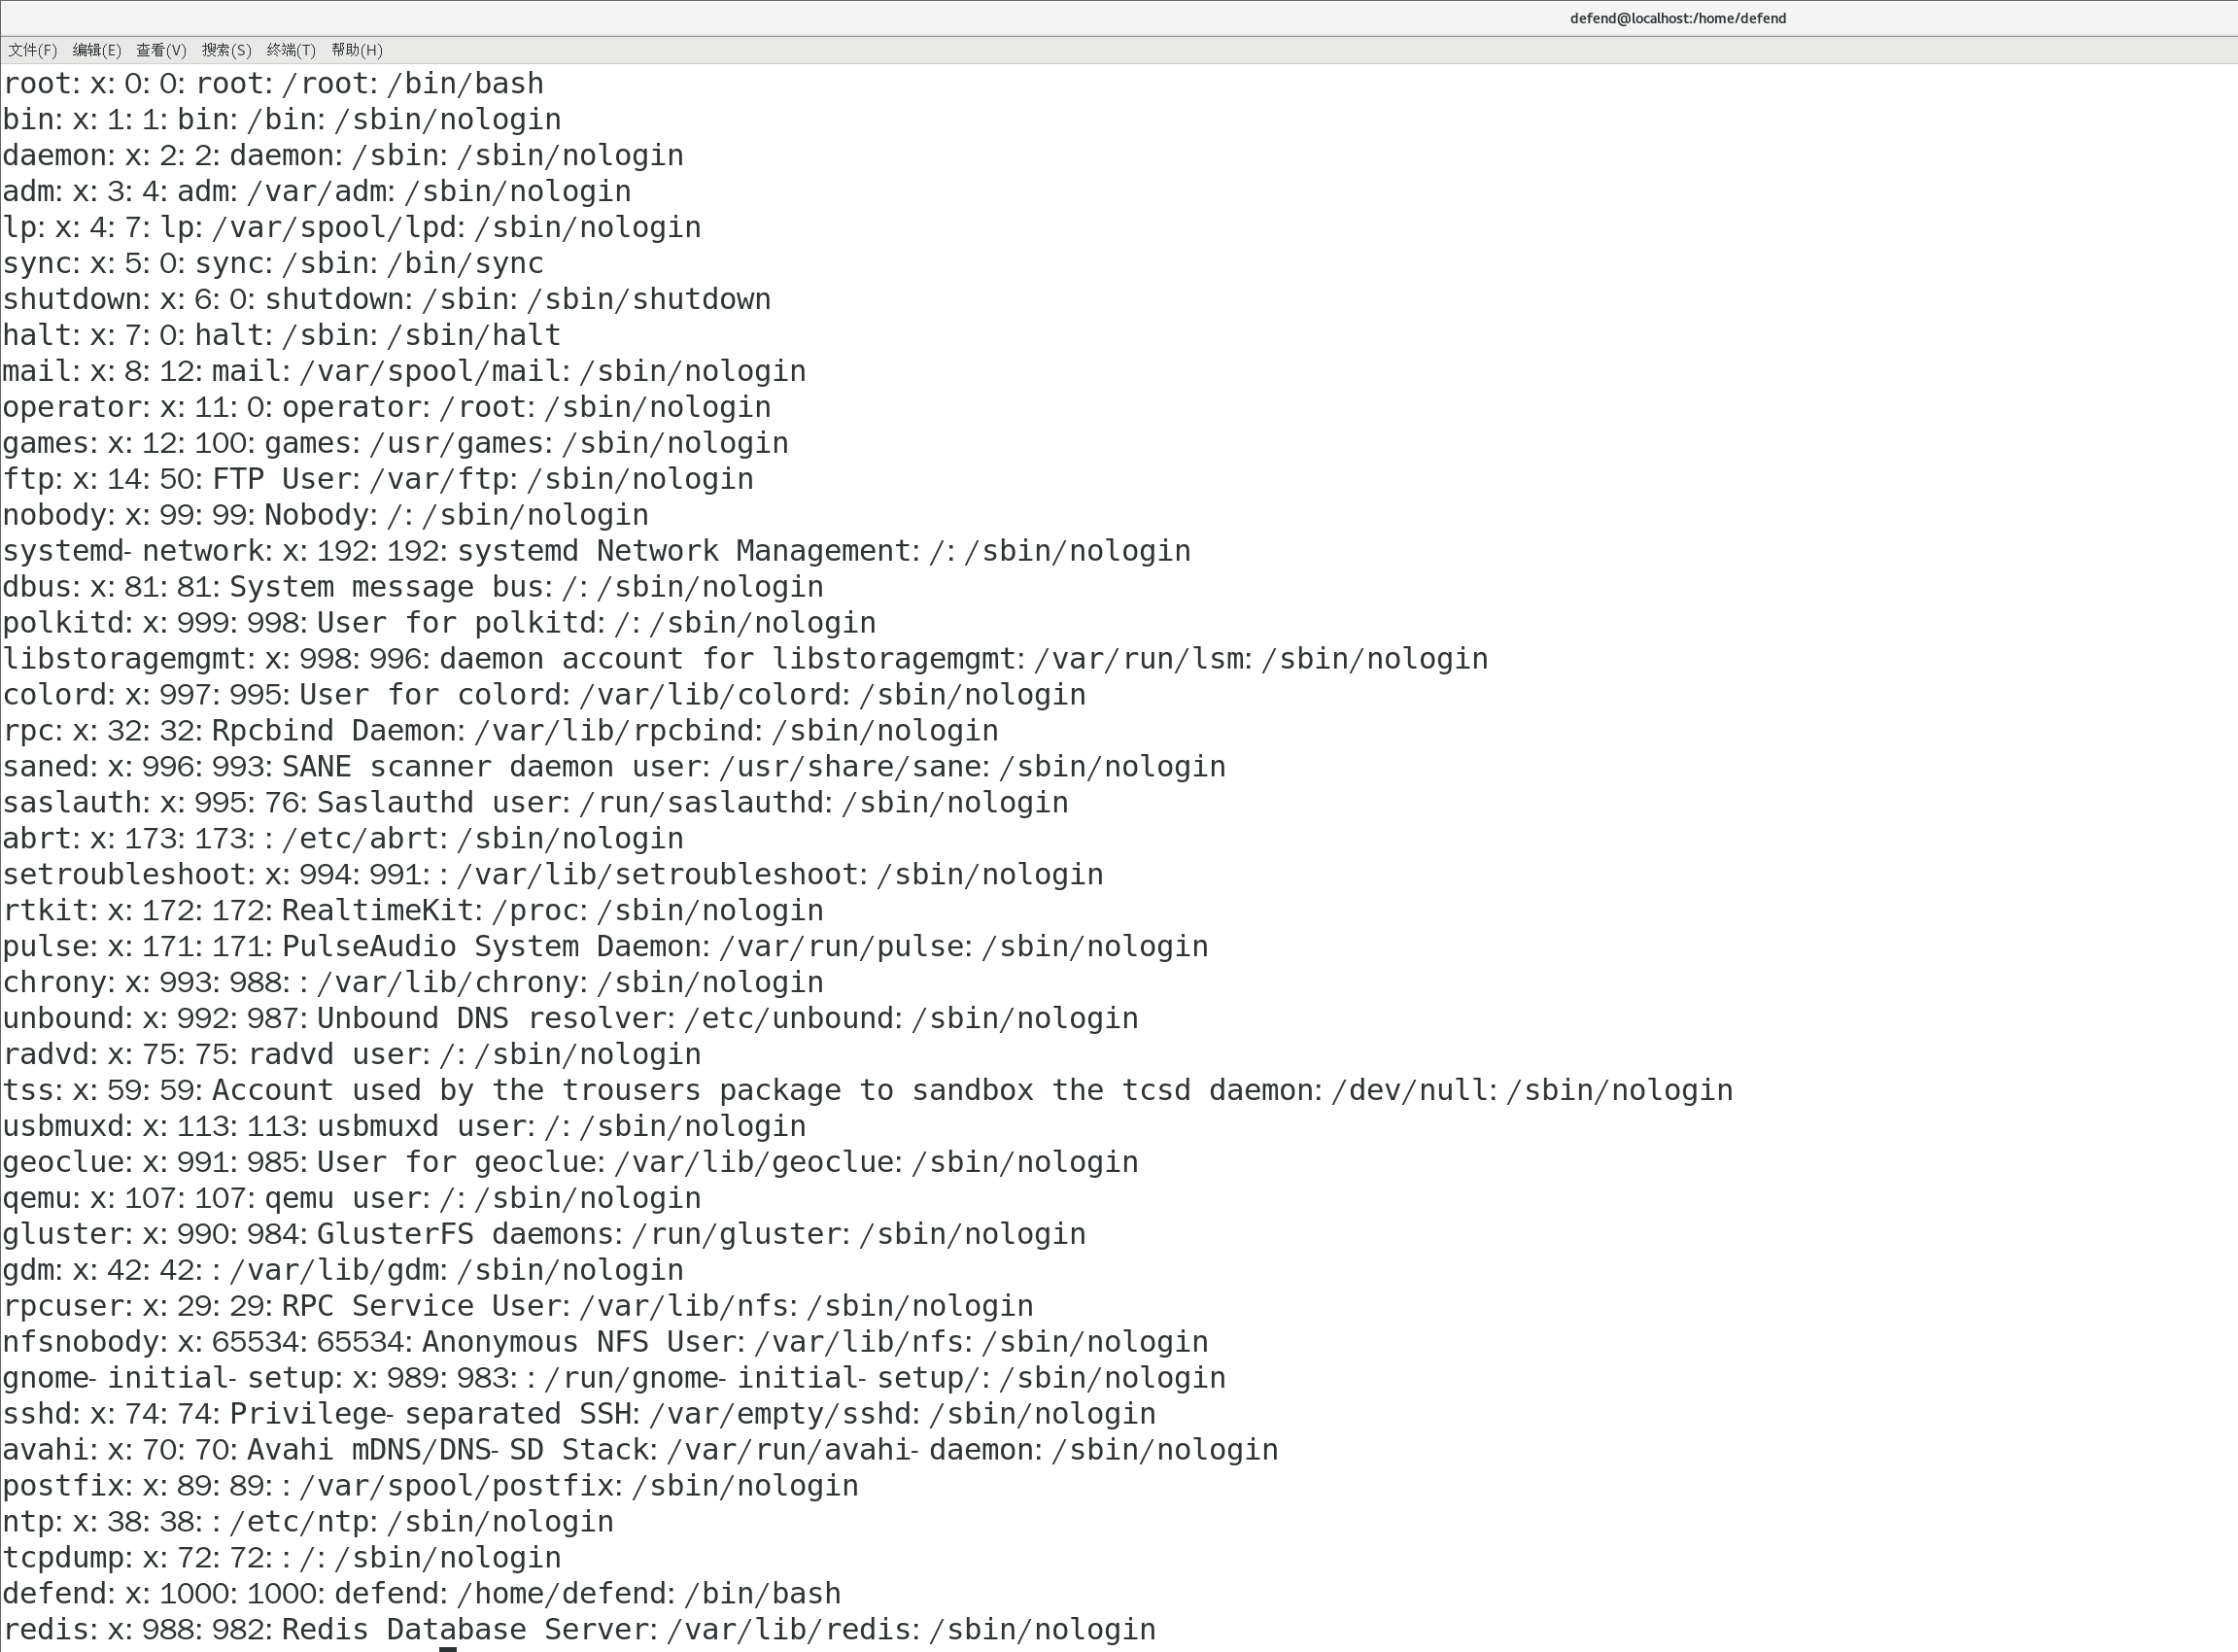 defend@localhost:/home/defend
文件(F) 编辑(E) 查看(V) 搜索(S) 终端(T) 帮助(H)
root:x:0:0:root:/root:/bin/bash
bin:x:1:1:bin:/bin:/sbin/nologin
daemon:x:2:2:daemon:/sbin:/sbin/nologin
adm:x:3:4:adm:/var/adm:/sbin/nologin
lp:x:4:7:lp:/var/spool/lpd:/sbin/nologin
sync:x:5:0:sync:/sbin:/bin/sync
shutdown:x:6:0:shutdown:/sbin:/sbin/shutdown
halt:x:7:0:halt:/sbin:/sbin/halt
mail:x:8:12:mail:/var/spool/mail:/sbin/nologin
operator:x:11:0:operator:/root:/sbin/nologin
games:x:12:100:games:/usr/games:/sbin/nologin
ftp:x:14:50:FTP User:/var/ftp:/sbin/nologin
nobody:x:99:99:Nobody:/:/sbin/nologin
systemd-network:x:192:192:systemd Network Management:/:/sbin/nologin
dbus:x:81:81:System message bus:/:/sbin/nologin
polkitd:x:999:998:User for polkitd:/:/sbin/nologin
libstoragemgmt:x:998:996:daemon account for libstoragemgmt:/var/run/lsm:/sbin/nologin
colord:x:997:995:User for colord:/var/lib/colord:/sbin/nologin
rpc:x:32:32:Rpcbind Daemon:/var/lib/rpcbind:/sbin/nologin
saned:x:996:993:SANE scanner daemon user:/usr/share/sane:/sbin/nologin
saslauth:x:995:76:Saslauthd user:/run/saslauthd:/sbin/nologin
abrt:x:173:173::/etc/abrt:/sbin/nologin
setroubleshoot:x:994:991::/var/lib/setroubleshoot:/sbin/nologin
rtkit:x:172:172:RealtimeKit:/proc:/sbin/nologin
pulse:x:171:171:PulseAudio System Daemon:/var/run/pulse:/sbin/nologin
chrony:x:993:988::/var/lib/chrony:/sbin/nologin
unbound:x:992:987:Unbound DNS resolver:/etc/unbound:/sbin/nologin
radvd:x:75:75:radvd user:/:/sbin/nologin
tss:x:59:59:Account used by the trousers package to sandbox the tcsd daemon:/dev/null:/sbin/nologin
usbmuxd:x:113:113:usbmuxd user:/:/sbin/nologin
geoclue:x:991:985:User for geoclue:/var/lib/geoclue:/sbin/nologin
qemu:x:107:107:qemu user:/:/sbin/nologin
gluster:x:990:984:GlusterFS daemons:/run/gluster:/sbin/nologin
gdm:x:42:42::/var/lib/gdm:/sbin/nologin
rpcuser:x:29:29:RPC Service User:/var/lib/nfs:/sbin/nologin
nfsnobody:x:65534:65534:Anonymous NFS User:/var/lib/nfs:/sbin/nologin
gnome-initial-setup:x:989:983::/run/gnome-initial-setup/:/sbin/nologin
sshd:x:74:74:Privilege-separated SSH:/var/empty/sshd:/sbin/nologin
avahi:x:70:70:Avahi mDNS/DNS-SD Stack:/var/run/avahi-daemon:/sbin/nologin
postfix:x:89:89::/var/spool/postfix:/sbin/nologin
ntp:x:38:38::/etc/ntp:/sbin/nologin
tcpdump:x:72:72::/:/sbin/nologin
defend:x:1000:1000:defend:/home/defend:/bin/bash
redis:x:988:982:Redis Database Server:/var/lib/redis:/sbin/nologin